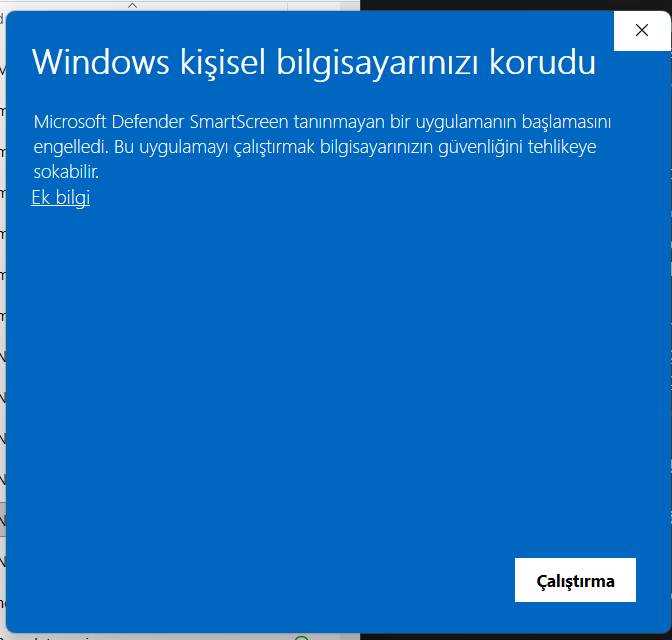 Windows kişisel bilgisayarınızı korudu
Microsoft Defender SmartScreen tanınmayan bir uygulamanın başlamasını
engelledi. Bu uygulamayı çalıştırmak bilgisayarınızın güvenliğini tehlikeye
sokabilir.
Ek bilgi
Çalıştırma